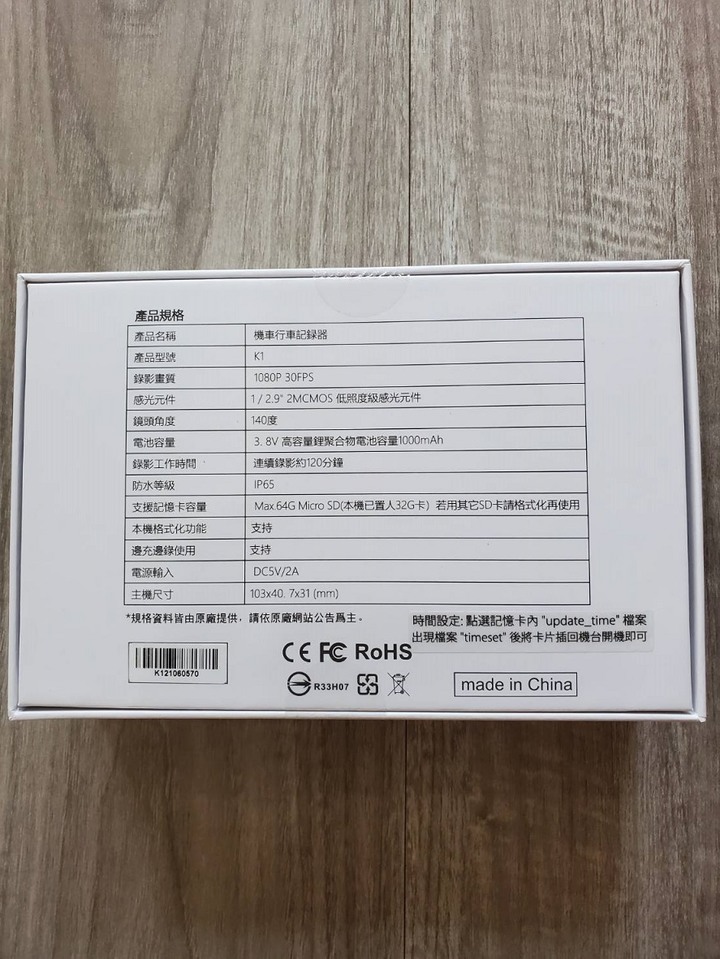 產品規格
產品名稱 機車行車記錄器
產品型號 K1
錄影畫質 1080P 30FPS
感光元件 1 / 2.9" 2MCMOS 低照度級感光元件
鏡頭角度 140度
電池容量 3. 8V 高容量鋰聚合物電池容量1000mAh
錄影工作時間 連續錄影約120分鐘
防水等級 IP65
支援記憶卡容量 Max.64G Micro SD(本機已置入32G卡) 若用其它SD卡請格式化再使用
本機格式化功能 支持
邊充邊錄使用 支持
電源輸入 DC5V/2A
主機尺寸 103x40. 7x31 (mm)
*規格資料皆由原廠提供，請依原廠網站公告爲主。
時間設定: 點選記憶卡內 "update_time" 檔案
出現檔案 "timeset" 後將卡片插回機台開機即可
K121060570
CE FC RoHS
R33H07
made in China